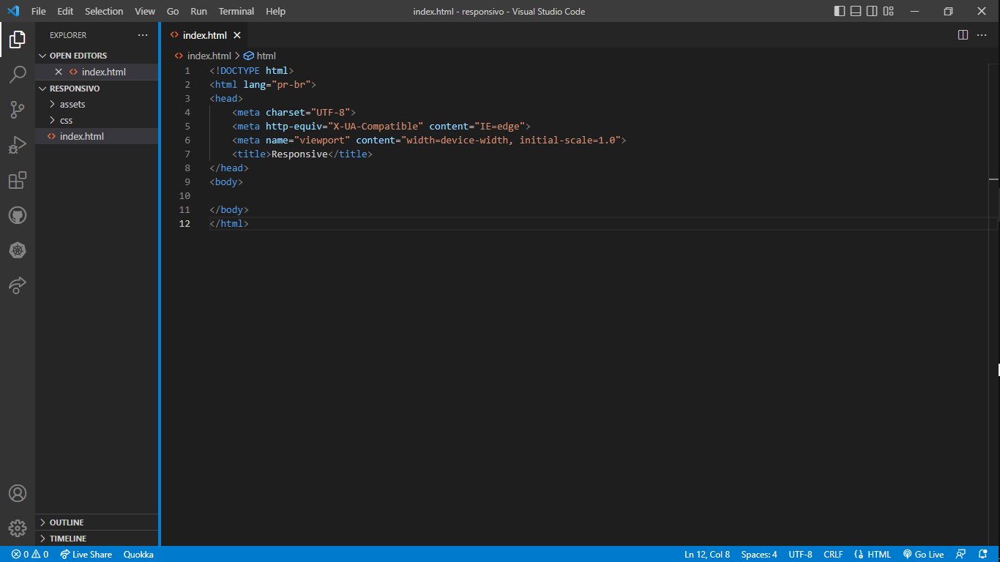 File Edit Selection View Go Run Terminal Help
index.html - responsivo - Visual Studio Code
EXPLORER
OPEN EDITORS
index.html
RESPONSIVO
assets
css
index.html
OUTLINE
TIMELINE
index.html
index.html > html
1 <!DOCTYPE html>
2 <html lang="pr-br">
3 <head>
4     <meta charset="UTF-8">
5     <meta http-equiv="X-UA-Compatible" content="IE=edge">
6     <meta name="viewport" content="width=device-width, initial-scale=1.0">
7     <title>Responsive</title>
8 </head>
9 <body>
10
11 </body>
12 </html>
0 0 Live Share Quokka Ln 12, Col 8 Spaces: 4 UTF-8 CRLF HTML Go Live